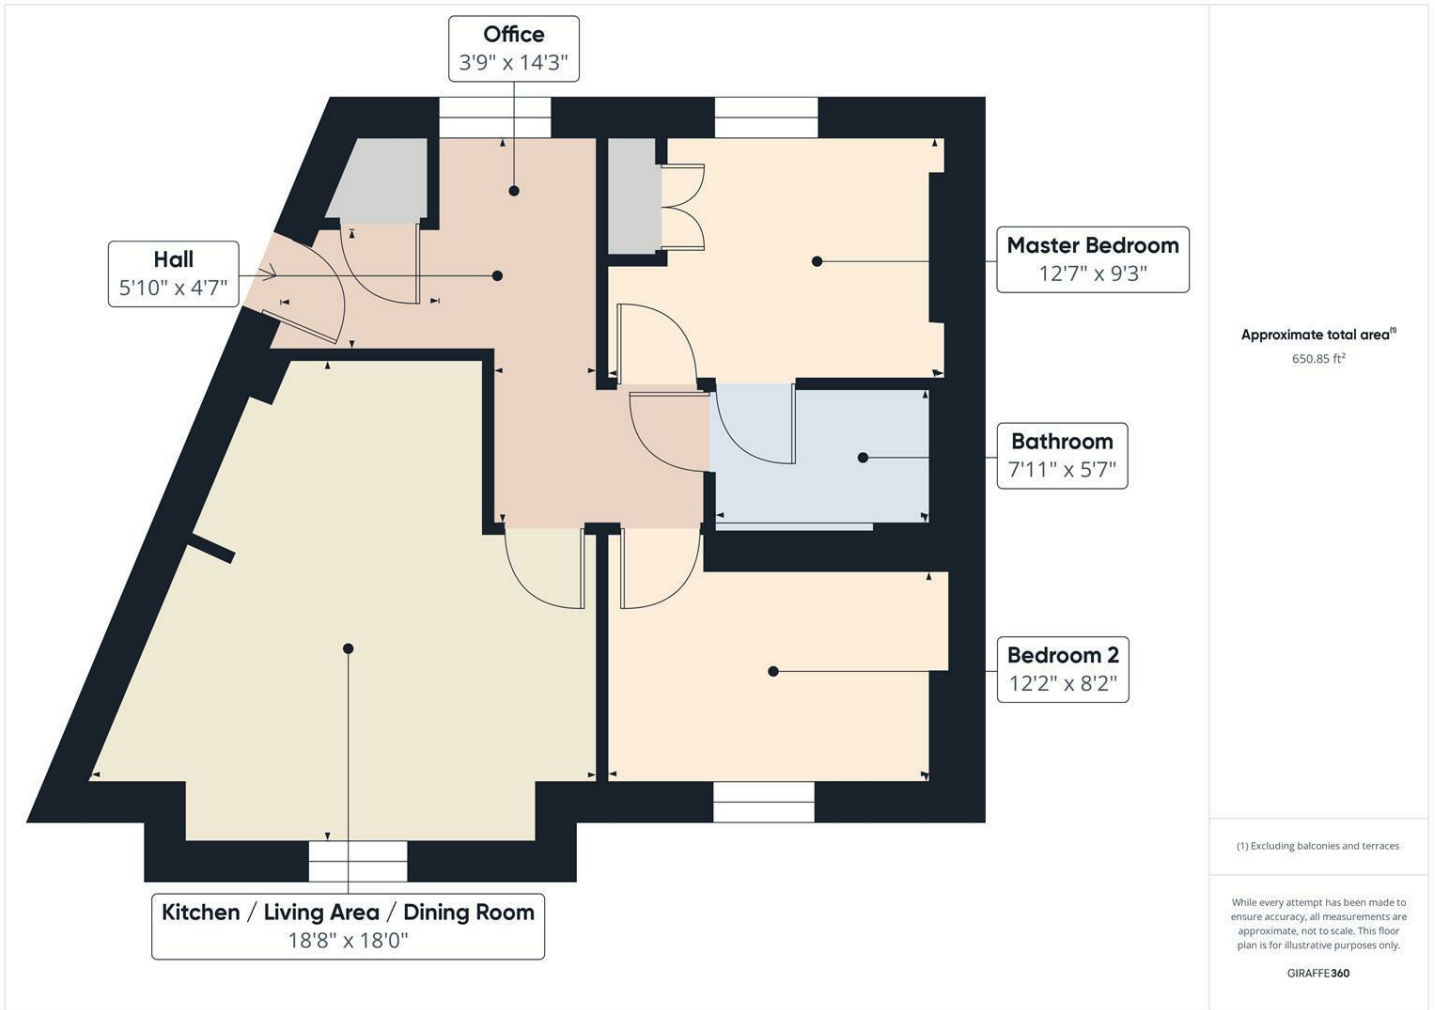 Office
3'9" x 14'3"
Hall
5'10" x 4'7"
Master Bedroom
12'7" x 9'3"
Bathroom
7'11" x 5'7"
Bedroom 2
12'2" x 8'2"
Kitchen / Living Area / Dining Room
18'8" x 18'0"
Approximate total area(1)
650.85 ft²
(1) Excluding balconies and terraces
While every attempt has been made to
ensure accuracy, all measurements are
approximate, not to scale. This floor
plan is for illustrative purposes only.
GIRAFFE360